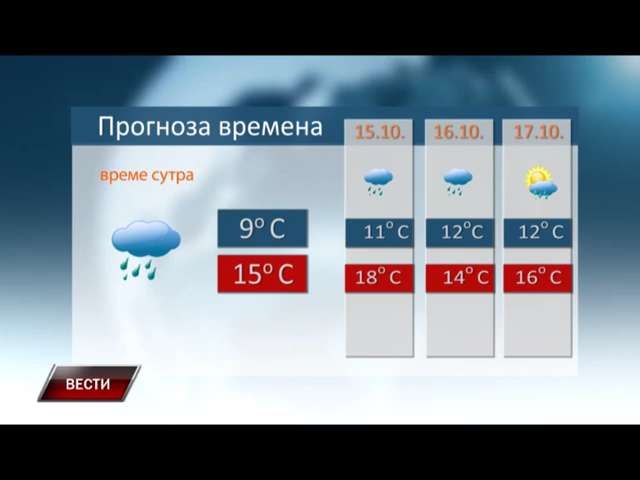 Прогноза времена
15.10.
16.10.
17.10.
време сутра
9° C
11° C
12° C
12° C
15° C
18° C
14° C
16° C
ВЕСТИ